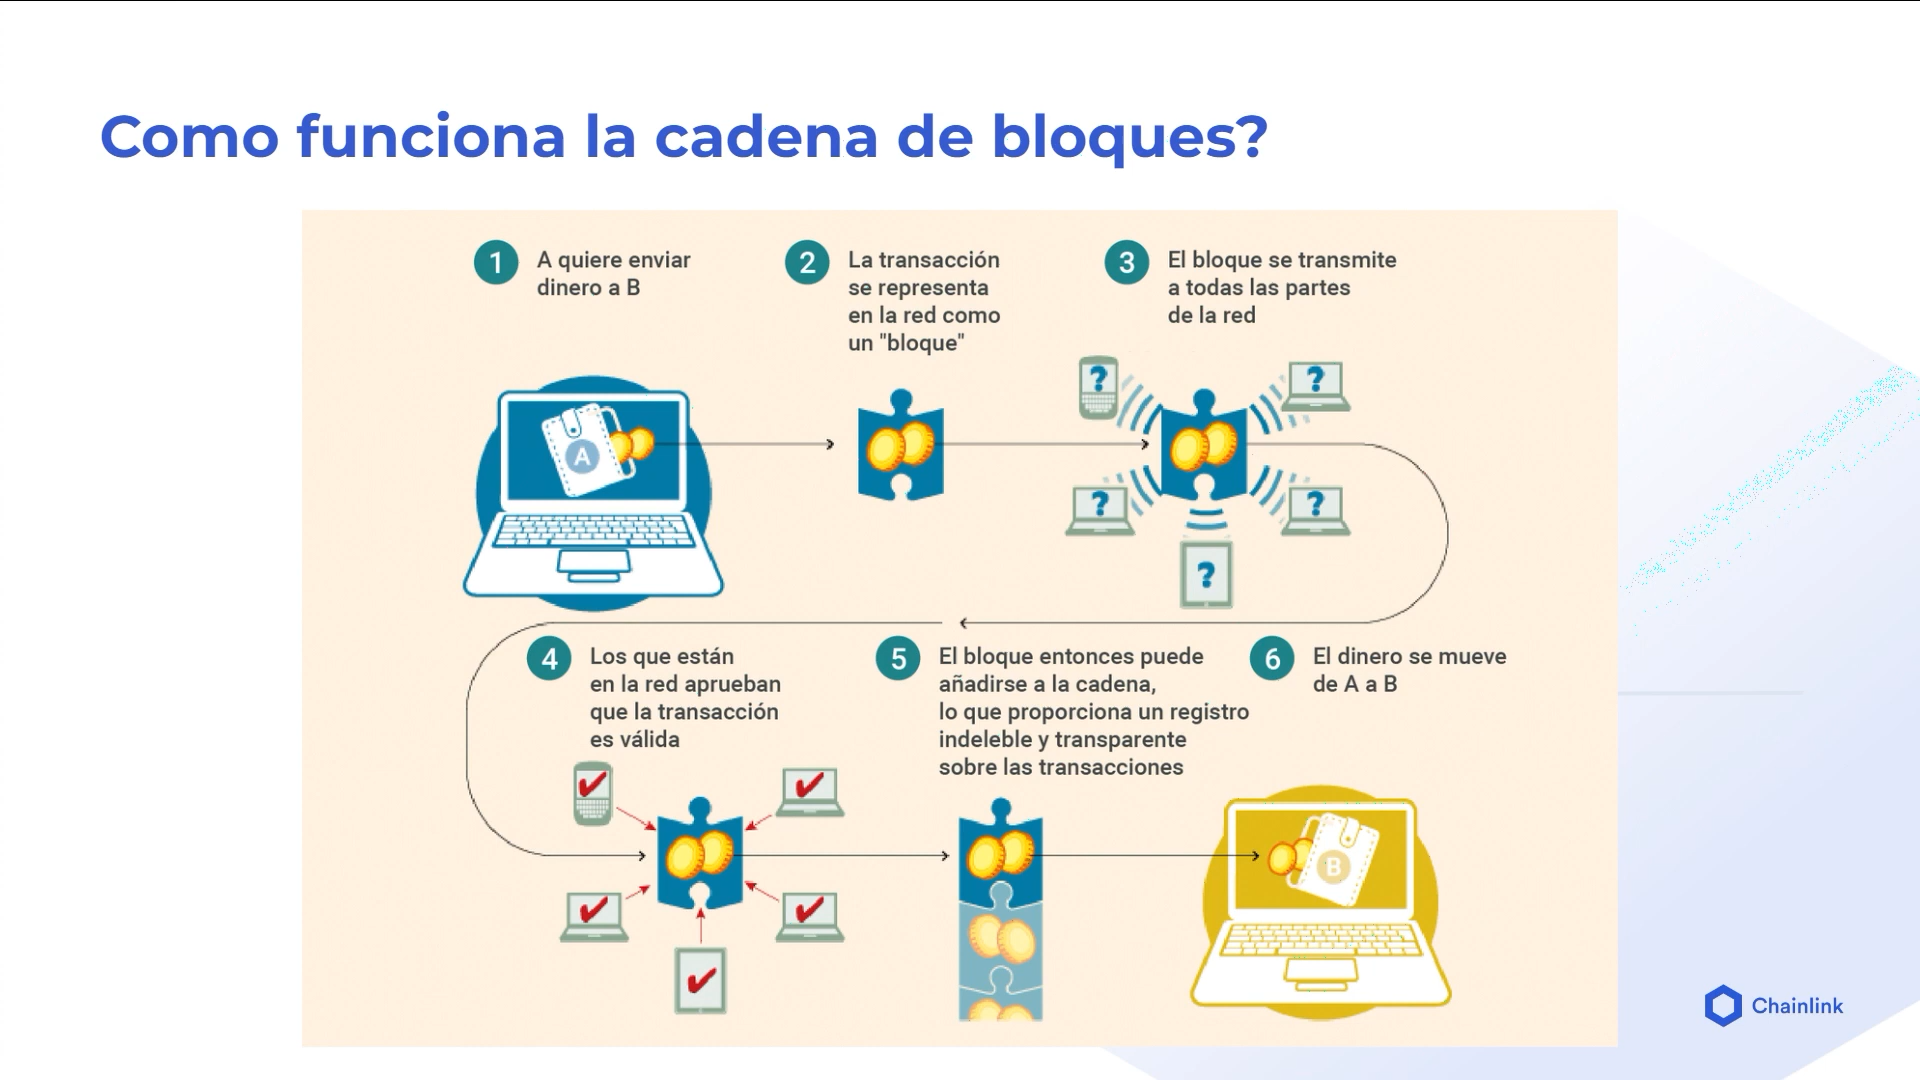 Como funciona la cadena de bloques?
1
A quiere enviar
dinero a B
2
La transacción
se representa
en la red como
un "bloque"
3
El bloque se transmite
a todas las partes
de la red
A
?
?
?
?
?
4
Los que están
en la red aprueban
que la transacción
es válida
5
El bloque entonces puede
añadirse a la cadena,
lo que proporciona un registro
indeleble y transparente
sobre las transacciones
6
El dinero se mueve
de A a B
B
Chainlink